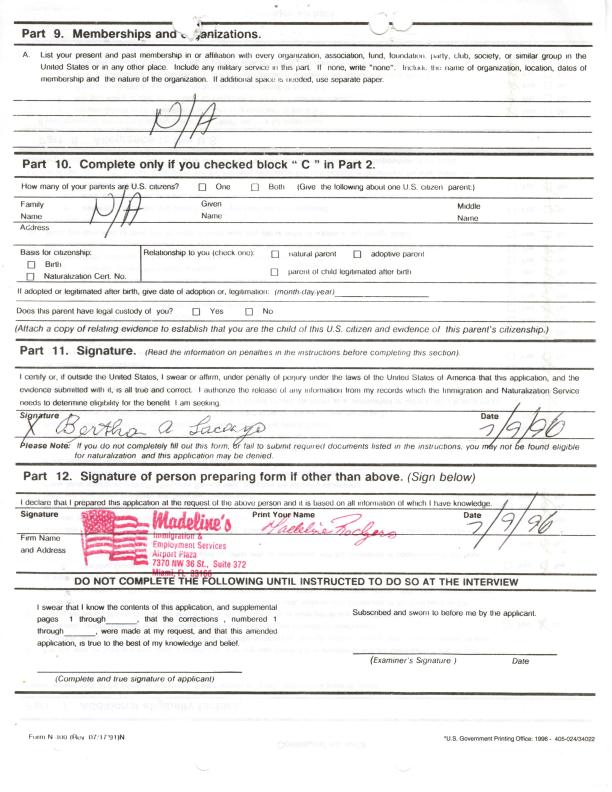 Part 9. Memberships and organizations.
A. List your present and past membership in or affiliation with every organization, association, fund, foundation, party, club, society, or similar group in the
United States or in any other place. Include any military service in this part. If none, write "none". Include the name of organization, location, dates of
membership and the nature of the organization. If additional space is needed, use separate paper.
N/A
Part 10. Complete only if you checked block " C " in Part 2.
How many of your parents are U.S. citizens? One Both (Give the following about one U.S. citizen parent:)
Family Given Middle
Name N/A Name Name
Address
Basis for citizenship: Relationship to you (check one): natural parent adoptive parent
Birth
Naturalization Cert. No. parent of child legitimated after birth
If adopted or legitimated after birth, give date of adoption or, legitimation: (month-day-year)
Does this parent have legal custody of you? Yes No
(Attach a copy of relating evidence to establish that you are the child of this U.S. citizen and evidence of this parent's citizenship.)
Part 11. Signature. (Read the information on penalties in the instructions before completing this section).
I certify or, if outside the United States, I swear or affirm, under penalty of perjury under the laws of the United States of America that this application, and the
evidence submitted with it, is all true and correct. I authorize the release of any information from my records which the Immigration and Naturalization Service
needs to determine eligibility for the benefit. I am seeking.
Signature Date
X Bertha A Lacayo 7/9/96
Please Note: If you do not completely fill out this form, or fail to submit required documents listed in the instructions, you may not be found eligible
for naturalization and this application may be denied.
Part 12. Signature of person preparing form if other than above. (Sign below)
I declare that I prepared this application at the request of the above person and it is based on all information of which I have knowledge.
Signature Print Your Name Date
Madeline's Madeline Rodgers 7/9/96
Firm Name Immigration &
and Address Employment Services
Airport Plaza
7370 NW 36 St., Suite 372
Miami, FL 33166
DO NOT COMPLETE THE FOLLOWING UNTIL INSTRUCTED TO DO SO AT THE INTERVIEW
I swear that I know the contents of this application, and supplemental
pages 1 through______, that the corrections , numbered 1
through______, were made at my request, and that this amended
application, is true to the best of my knowledge and belief.
Subscribed and sworn to before me by the applicant.
(Examiner's Signature ) Date
(Complete and true signature of applicant)
Form N-400 (Rev. 07/17/91)N *U.S. Government Printing Office: 1996 - 405-024/34022